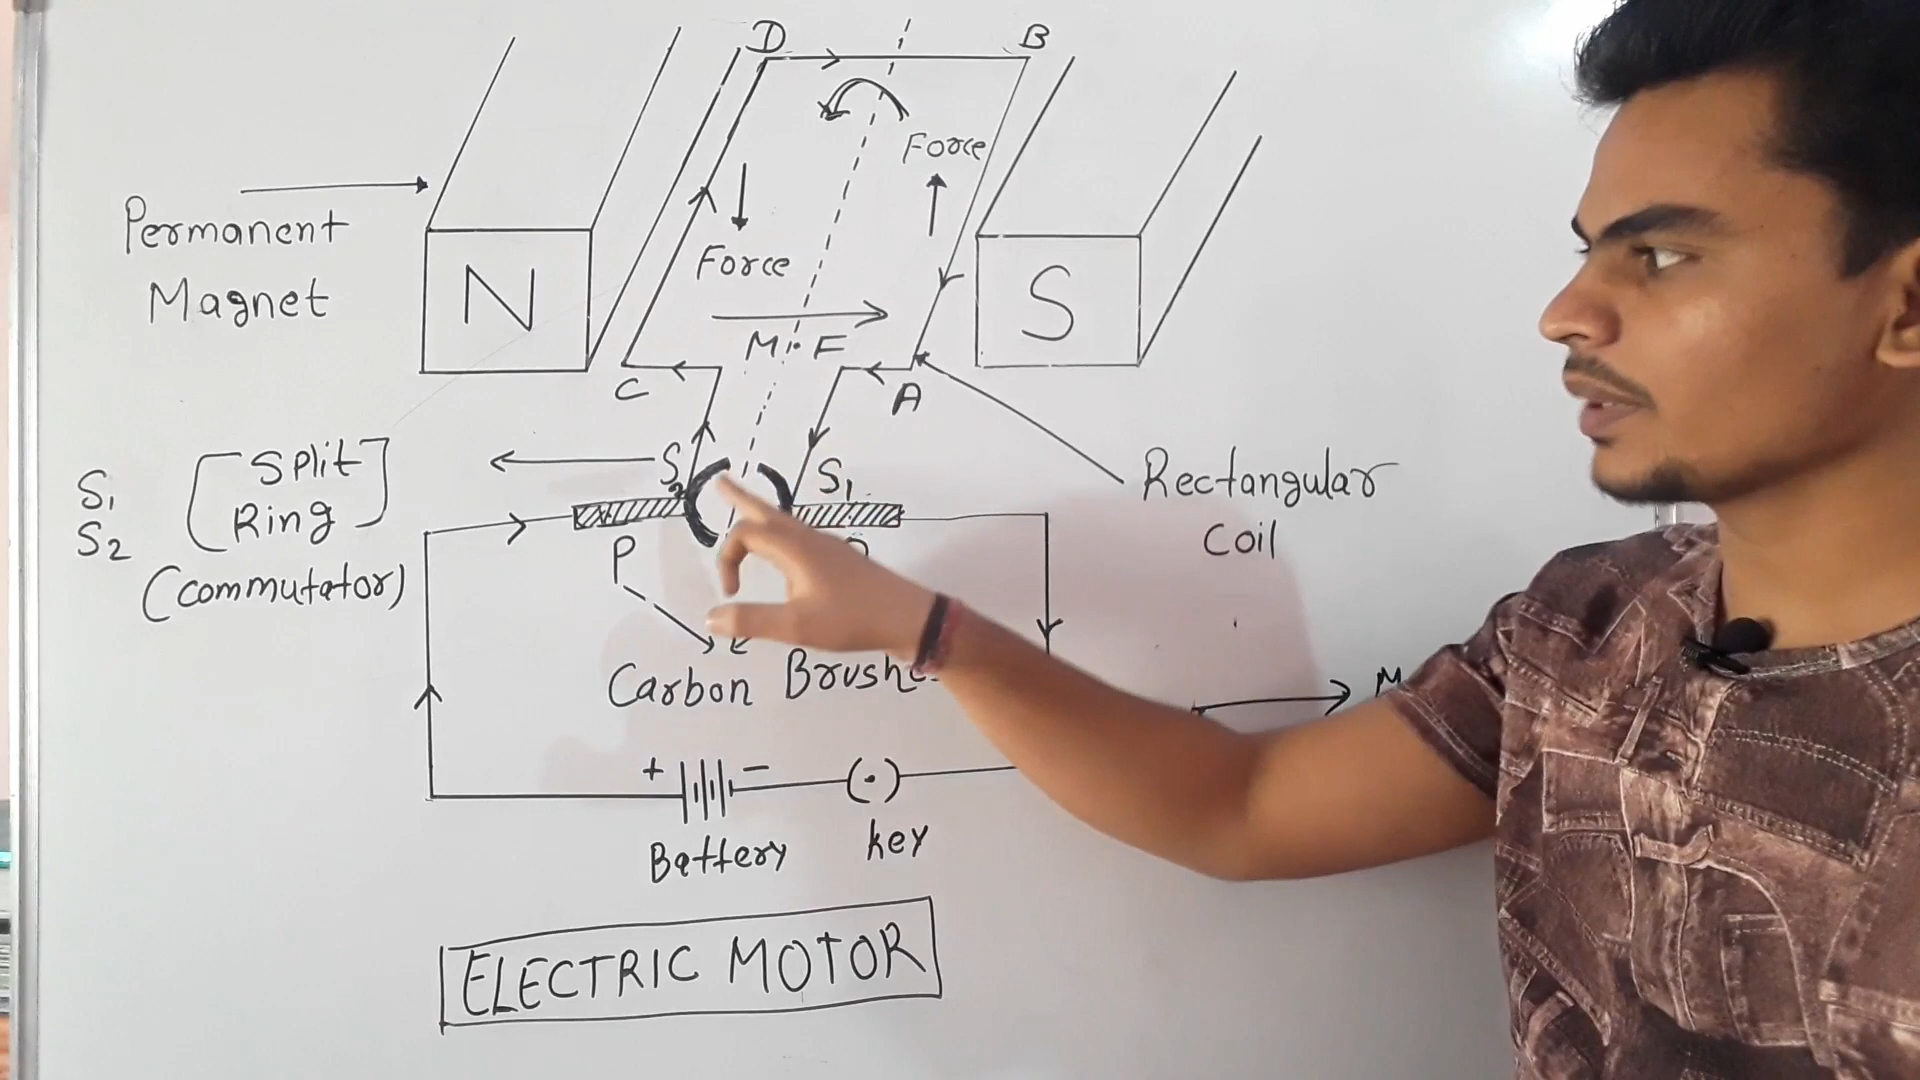 D
B
Force
Permanent
Magnet
N
Force
S
M.F
C
A
S₁
S₂
[Split
Ring]
(commutator)
S₂
S₁
Rectangular
Coil
P
Carbon
+
-
Battery
key
ELECTRIC MOTOR